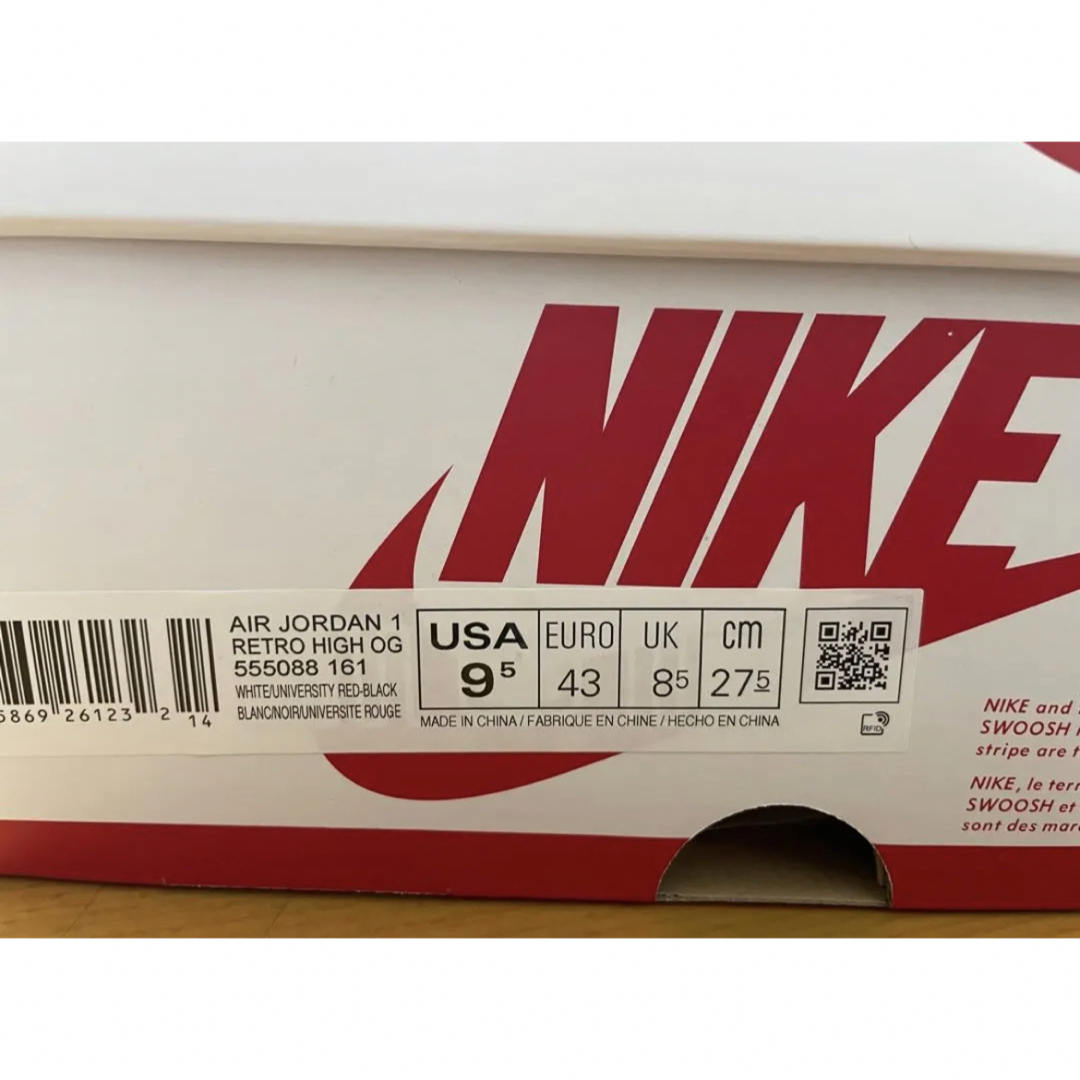 NIKE
AIR JORDAN 1
RETRO HIGH OG
555088 161
WHITE/UNIVERSITY RED-BLACK
BLANC/NOIR/UNIVERSITE ROUGE
5869 26123 2 14
USA EURO UK cm
9⁵ 43 8⁵ 27⁵
MADE IN CHINA / FABRIQUE EN CHINE / HECHO EN CHINA
RFID
NIKE and
SWOOSH
stripe are
NIKE, le
SWOOSH et
sont des